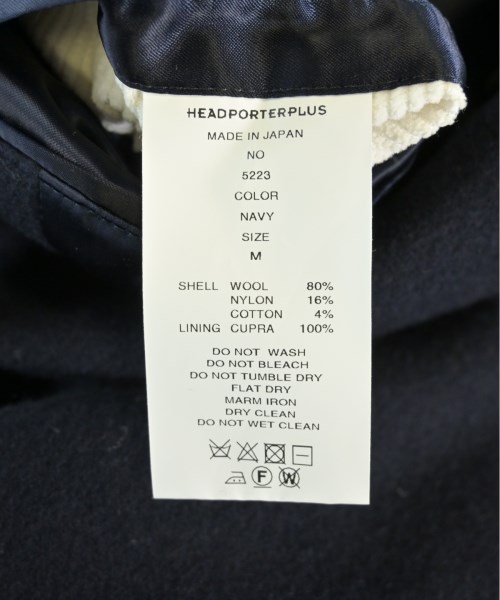 HEADPORTERPLUS
MADE IN JAPAN
NO
5223
COLOR
NAVY
SIZE
M
SHELL WOOL 80%
NYLON 16%
COTTON 4%
LINING CUPRA 100%
DO NOT WASH
DO NOT BLEACH
DO NOT TUMBLE DRY
FLAT DRY
MARM IRON
DRY CLEAN
DO NOT WET CLEAN
F W